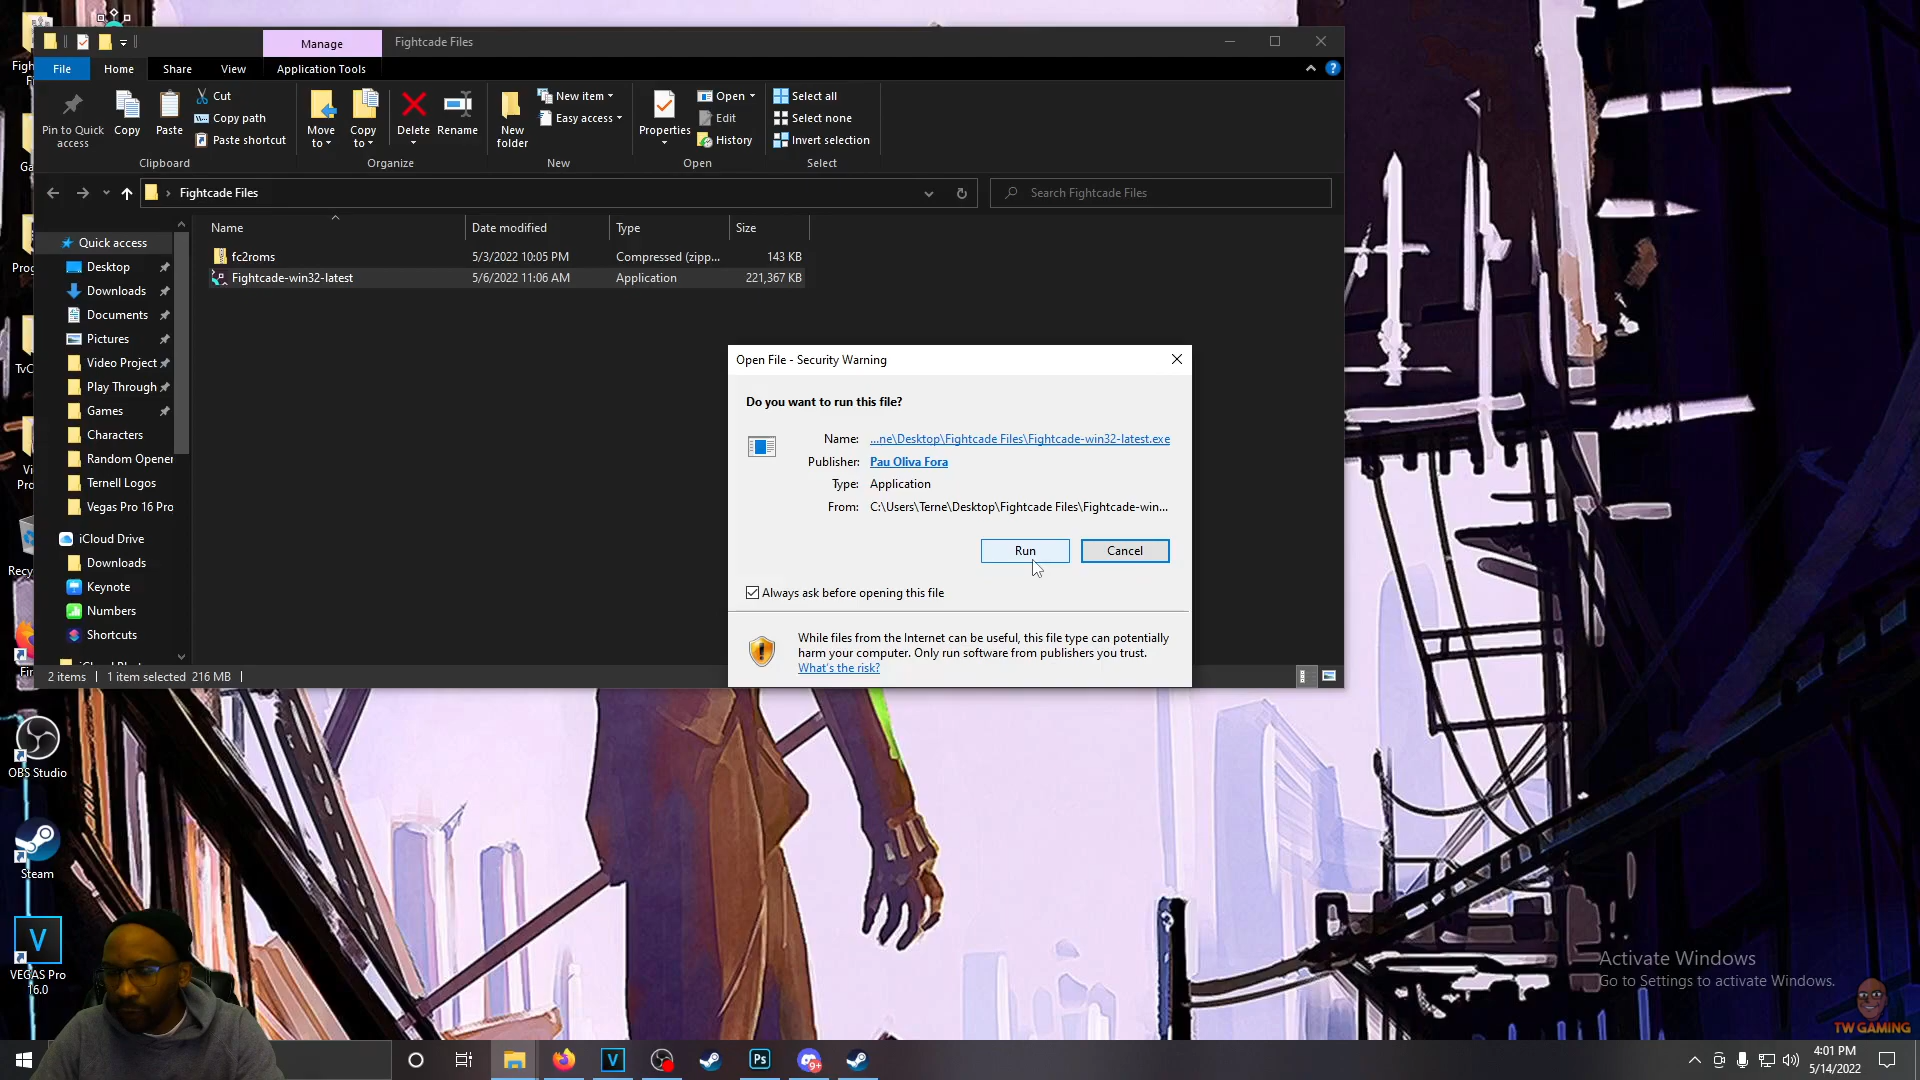 Manage
Fightcade Files
File
Home
Share
View
Application Tools
Pin to Quick
access
Copy
Paste
Cut
Copy path
Paste shortcut
Clipboard
Move
to
Copy
to
Delete
Rename
Organize
New
folder
New item
Easy access
New
Properties
Open
Edit
History
Open
Select all
Select none
Invert selection
Select
Fightcade Files
Search Fightcade Files
Name
Date modified
Type
Size
fc2roms
5/3/2022 10:05 PM
Compressed (zipp...
143 KB
Fightcade-win32-latest
5/6/2022 11:06 AM
Application
221,367 KB
Quick access
Desktop
Downloads
Documents
Pictures
Video Project
Play Through
Games
Characters
Random Opener
Ternell Logos
Vegas Pro 16 Pro
iCloud Drive
Downloads
Keynote
Numbers
Shortcuts
2 items
1 item selected 216 MB
Open File - Security Warning
Do you want to run this file?
Name: ...ne\Desktop\Fightcade Files\Fightcade-win32-latest.exe
Publisher: Pau Oliva Fora
Type: Application
From: C:\Users\Terne\Desktop\Fightcade Files\Fightcade-win...
Run
Cancel
Always ask before opening this file
While files from the Internet can be useful, this file type can potentially
harm your computer. Only run software from publishers you trust.
What's the risk?
OBS Studio
Steam
V
VEGAS Pro
16.0
Activate Windows
Go to Settings to activate Windows.
TW GAMING
V
Ps
9+
4:01 PM
5/14/2022